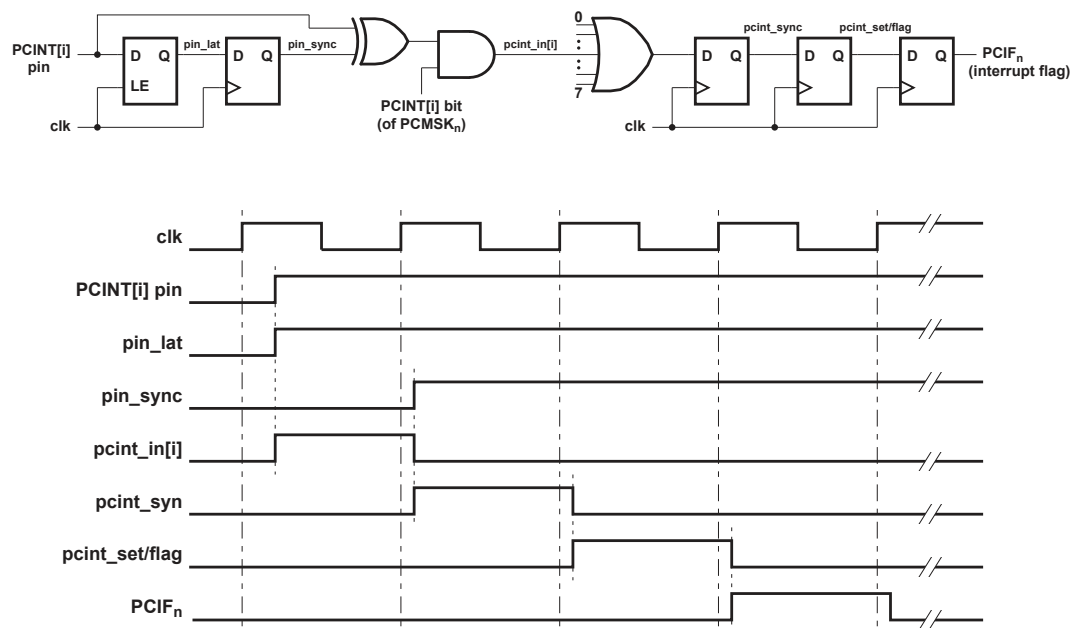 PCINT[i]
pin
D Q
LE
pin_lat
D Q
pin_sync
clk
PCINT[i] bit
(of PCMSKn)
pcint_in[i]
0
7
D Q
pcint_sync
D Q
pcint_set/flag
D Q
PCIFn
(interrupt flag)
clk
clk
PCINT[i] pin
pin_lat
pin_sync
pcint_in[i]
pcint_syn
pcint_set/flag
PCIFn